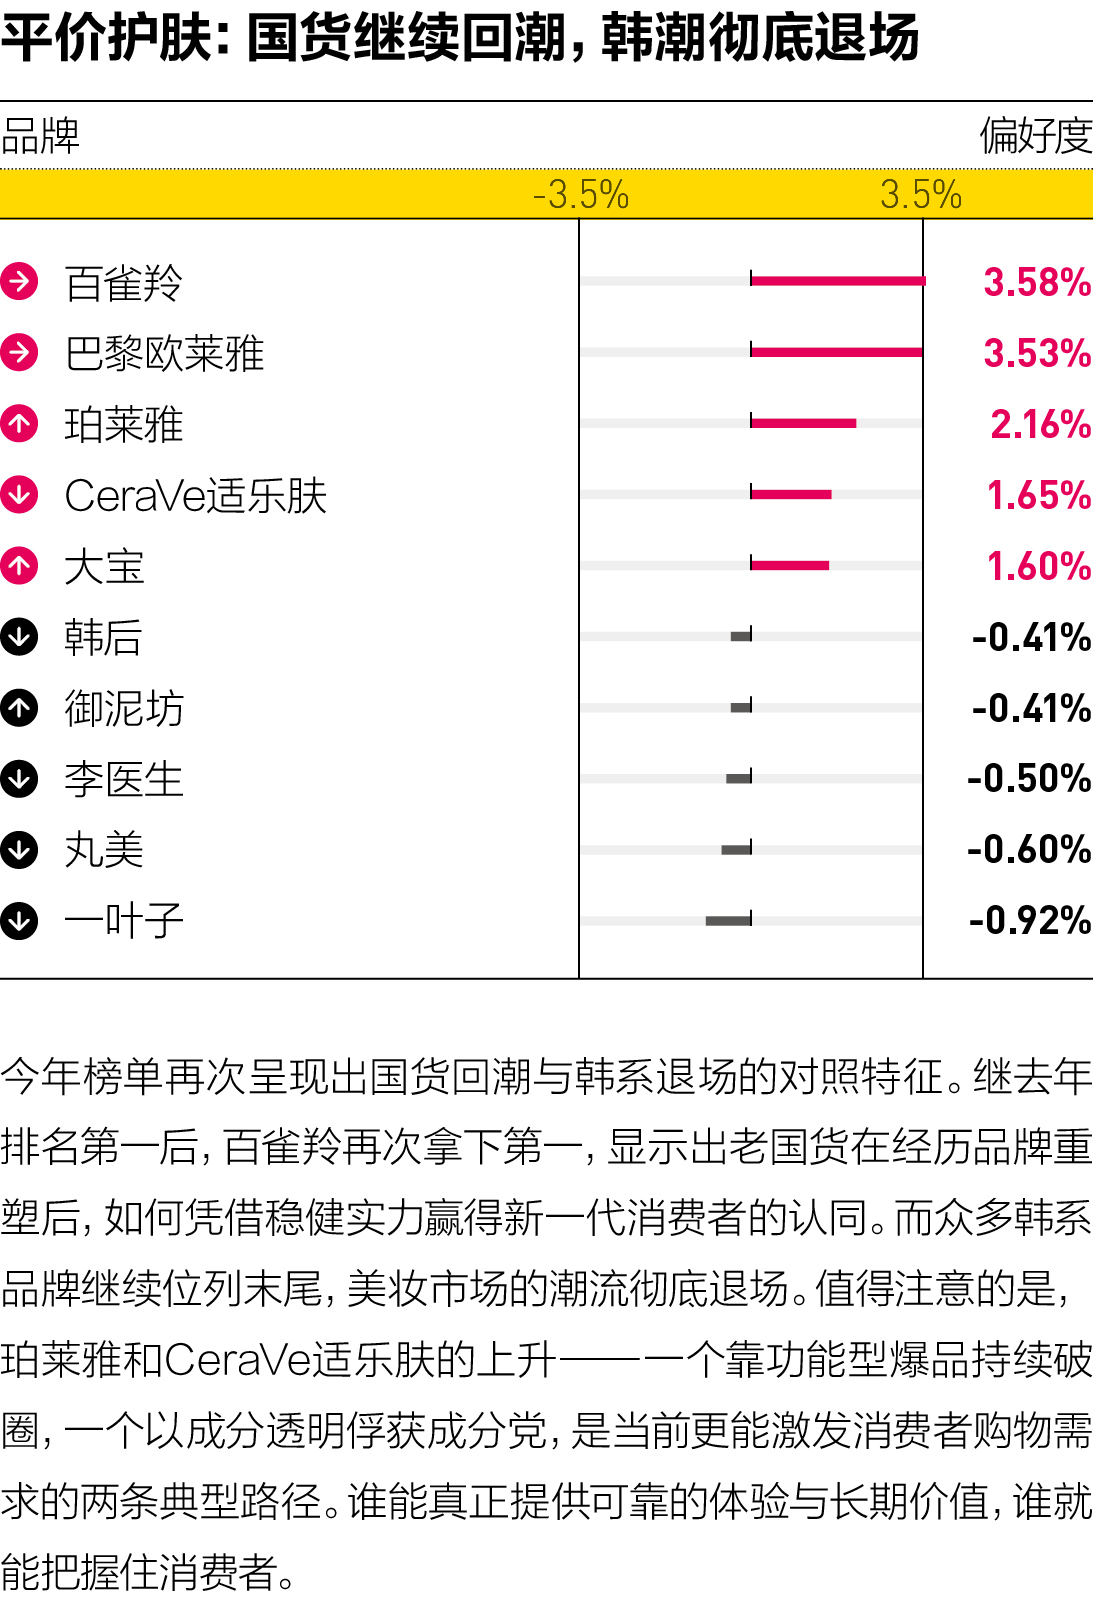 平价护肤：国货继续回潮，韩潮彻底退场
品牌 偏好度
-3.5% 3.5%
百雀羚 3.58%
巴黎欧莱雅 3.53%
珀莱雅 2.16%
CeraVe适乐肤 1.65%
大宝 1.60%
韩后 -0.41%
御泥坊 -0.41%
李医生 -0.50%
丸美 -0.60%
一叶子 -0.92%
今年榜单再次呈现出国货回潮与韩系退场的对照特征。继去年
排名第一后，百雀羚再次拿下第一，显示出老国货在经历品牌重
塑后，如何凭借稳健实力赢得新一代消费者的认同。而众多韩系
品牌继续位列末尾，美妆市场的潮流彻底退场。值得注意的是，
珀莱雅和CeraVe适乐肤的上升——一个靠功能型爆品持续破
圈，一个以成分透明俘获成分党，是当前更能激发消费者购物需
求的两条典型路径。谁能真正提供可靠的体验与长期价值，谁就
能把握住消费者。